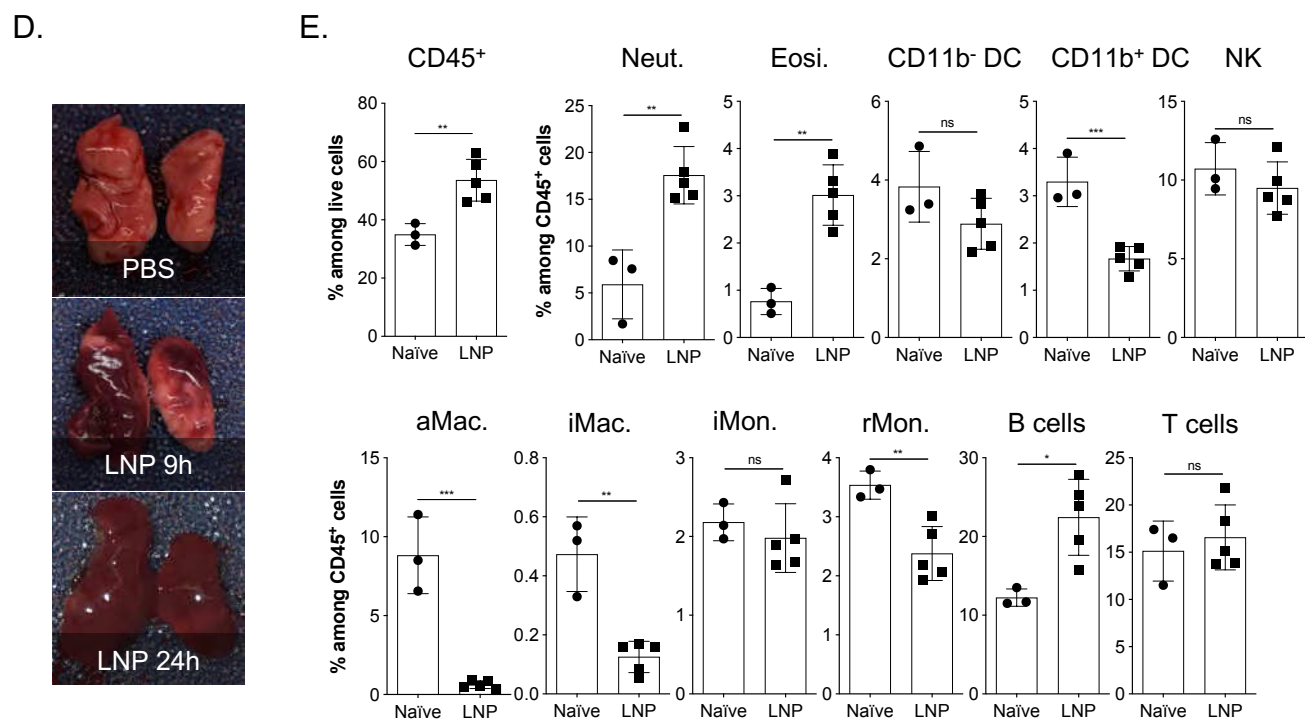 D.
PBS
LNP 9h
LNP 24h
E.
CD45⁺
Neut.
Eosi.
CD11b⁻ DC
CD11b⁺ DC
NK
% among live cells
80
60
40
20
0
**
Naïve LNP
% among CD45⁺ cells
25
20
15
10
5
0
**
Naïve LNP
5
4
3
2
1
0
**
Naïve LNP
6
4
2
0
ns
Naïve LNP
5
4
3
2
1
0
***
Naïve LNP
15
10
5
0
ns
Naïve LNP
aMac.
iMac.
iMon.
rMon.
B cells
T cells
% among CD45⁺ cells
15
10
5
0
***
Naïve LNP
0.8
0.6
0.4
0.2
0.0
**
Naïve LNP
3
2
1
0
ns
Naïve LNP
4
3
2
1
0
**
Naïve LNP
30
20
10
0
*
Naïve LNP
25
20
15
10
5
0
ns
Naïve LNP